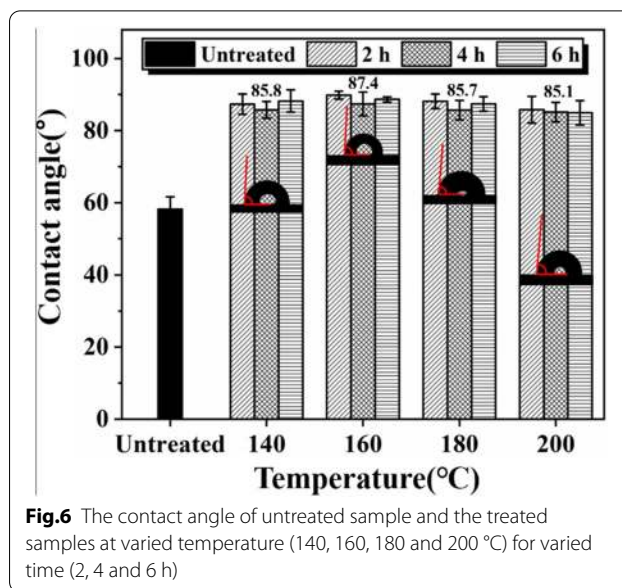 100
80
60
40
20
0
Contact angle(°)
Untreated 2 h 4 h 6 h
85.8 87.4 85.7 85.1
Untreated 140 160 180 200
Temperature(°C)
Fig.6 The contact angle of untreated sample and the treated
samples at varied temperature (140, 160, 180 and 200 °C) for varied
time (2, 4 and 6 h)